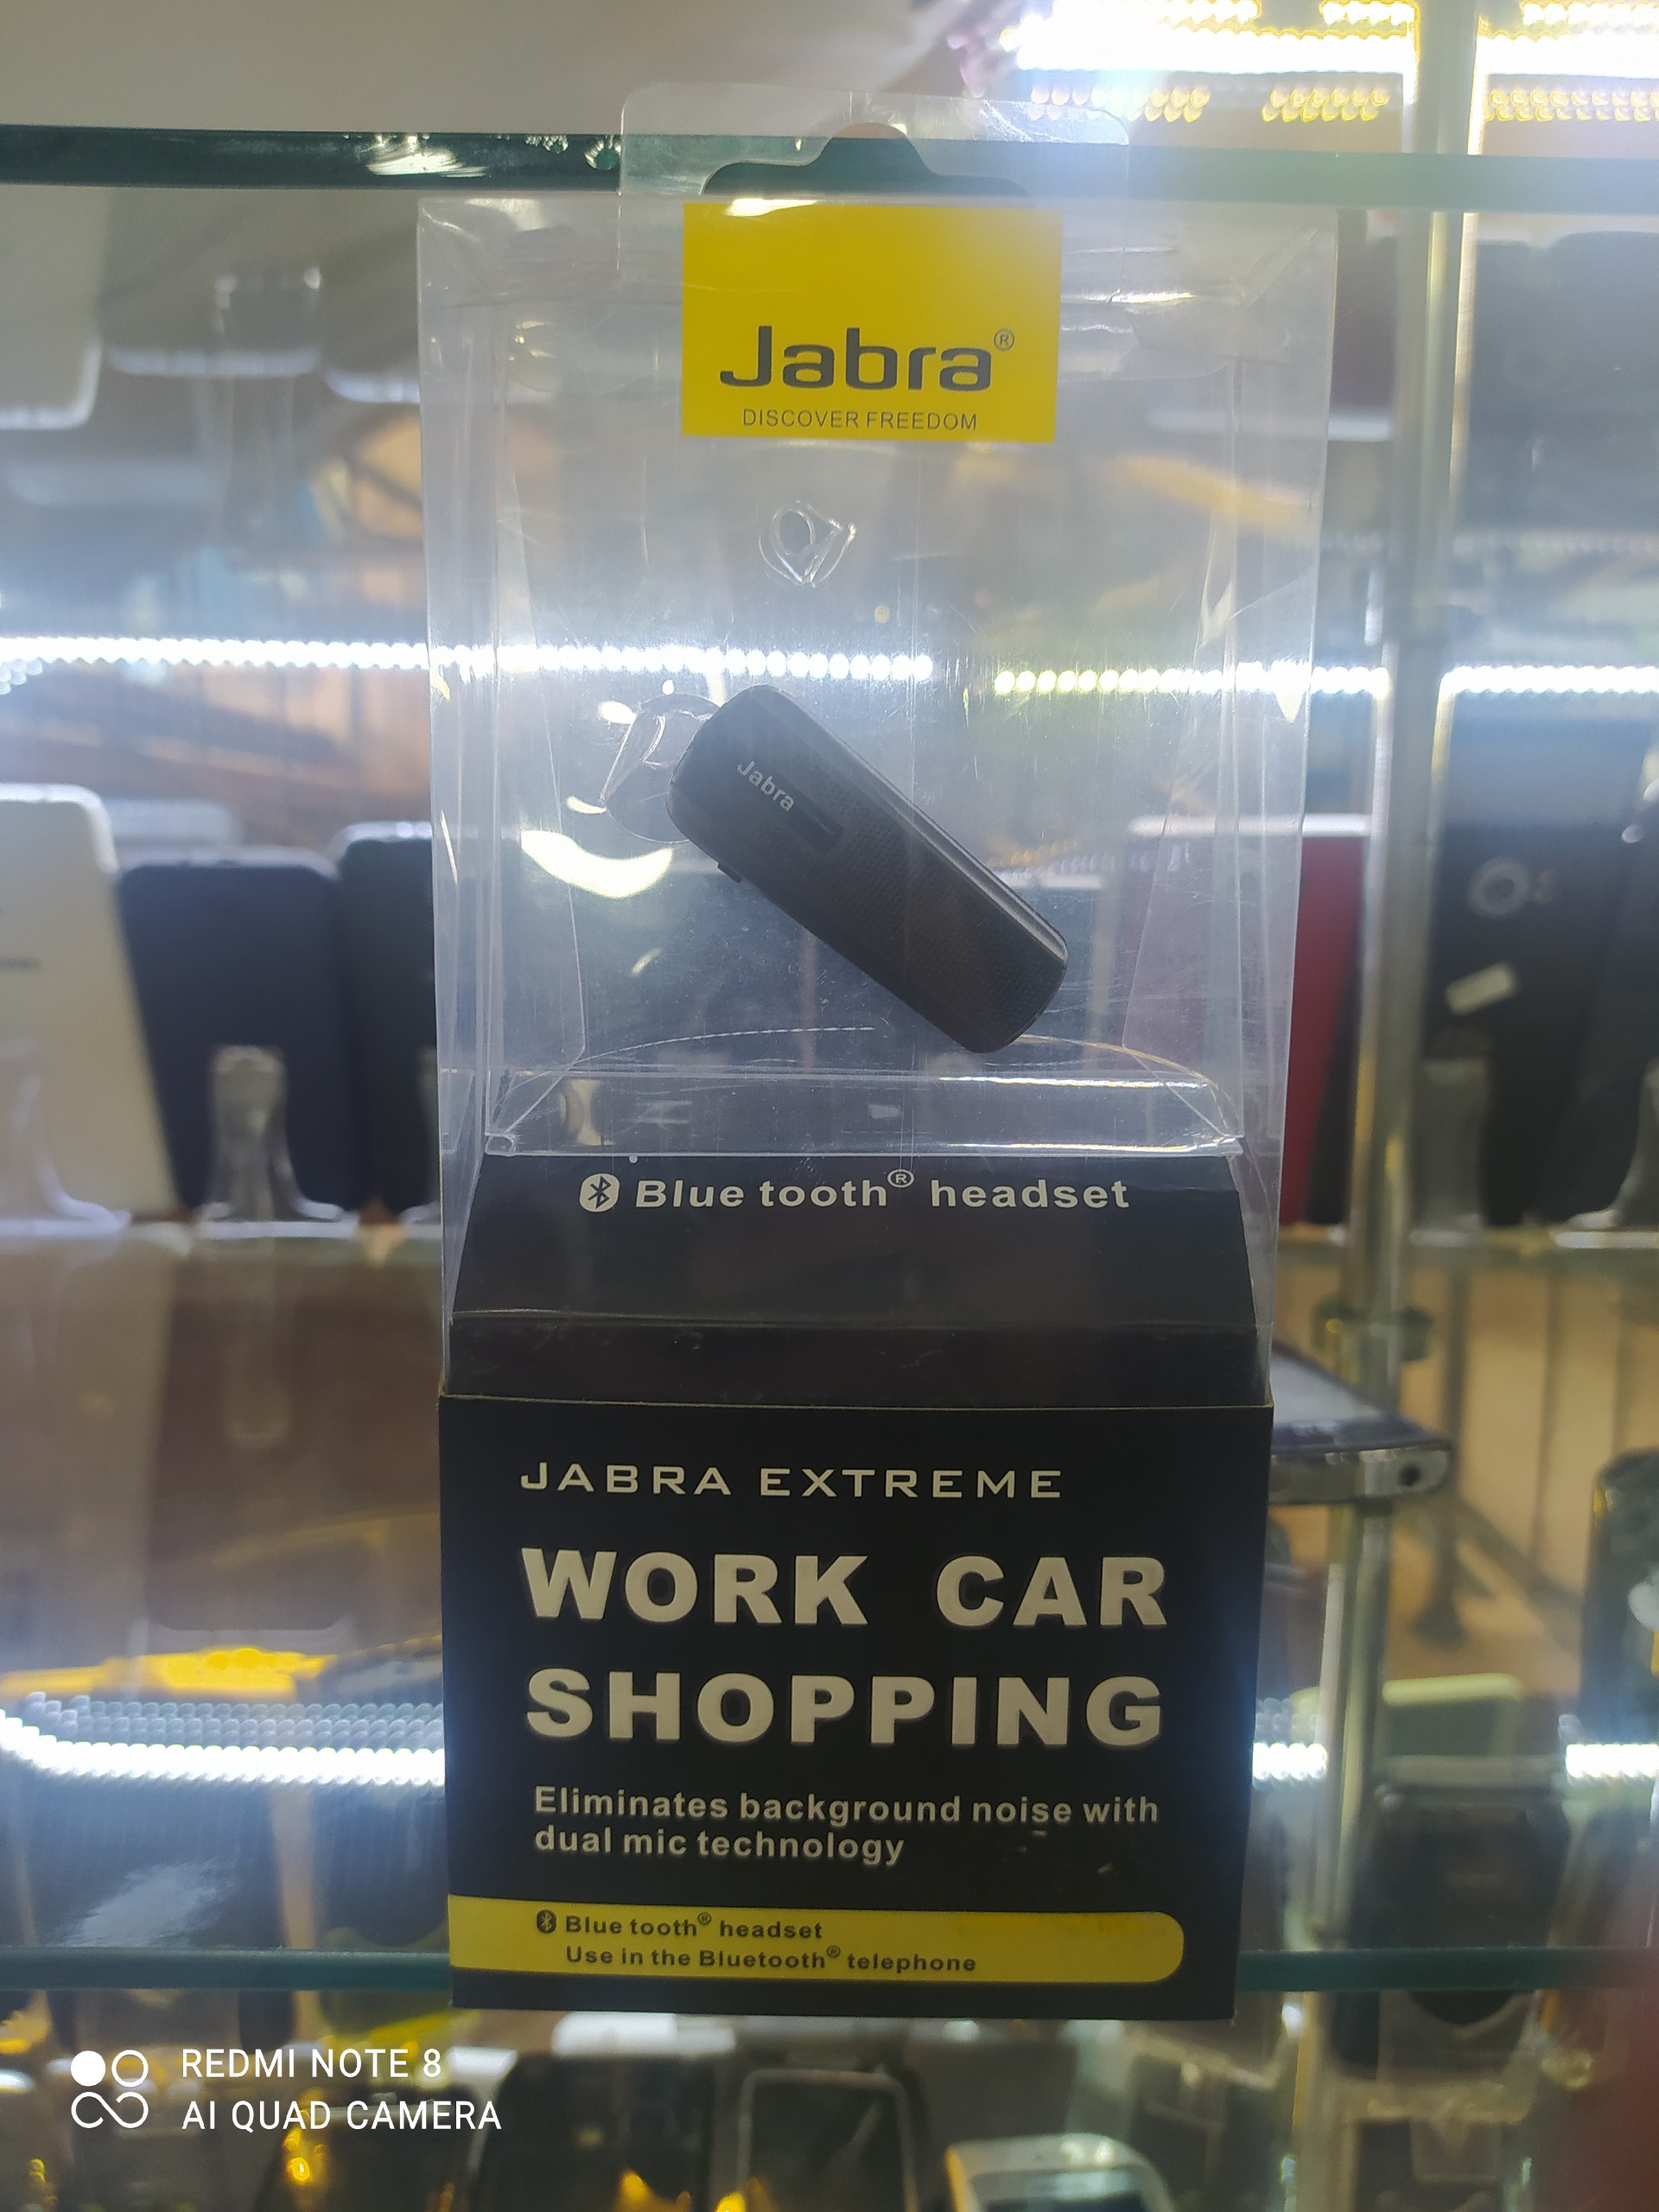 Jabra®
DISCOVER FREEDOM
Jabra
Blue tooth® headset
JABRA EXTREME
WORK CAR
SHOPPING
Eliminates background noise with
dual mic technology
Blue tooth® headset
Use in the Bluetooth® telephone
REDMI NOTE 8
AI QUAD CAMERA